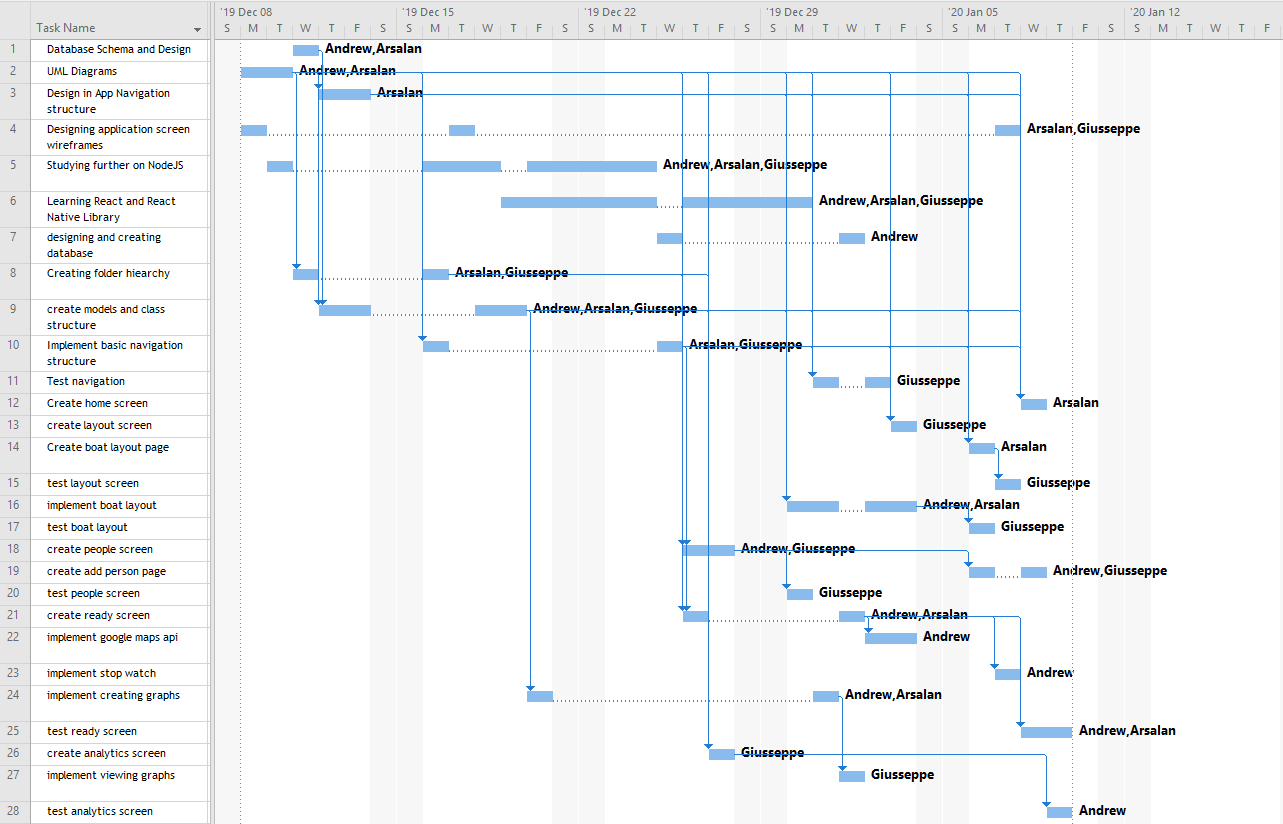 '19 Dec 08 '19 Dec 15 '19 Dec 22 '19 Dec 29 '20 Jan 05 '20 Jan 12
Task Name S M T W T F S S M T W T F S S M T W T F S S M T W T F S S M T W T F S S M T W T F
1 Database Schema and Design Andrew,Arsalan
2 UML Diagrams Andrew,Arsalan
3 Design in App Navigation Arsalan
structure
4 Designing application screen Arsalan,Giusseppe
wireframes
5 Studying further on NodeJS Andrew,Arsalan,Giusseppe
6 Learning React and React Andrew,Arsalan,Giusseppe
Native Library
7 designing and creating Andrew
database
8 Creating folder hiearchy Arsalan,Giusseppe
9 create models and class Andrew,Arsalan,Giusseppe
structure
10 Implement basic navigation Arsalan,Giusseppe
structure
11 Test navigation Giusseppe
12 Create home screen Arsalan
13 create layout screen Giusseppe
14 Create boat layout page Arsalan
15 test layout screen Giusseppe
16 implement boat layout Andrew,Arsalan
17 test boat layout Giusseppe
18 create people screen Andrew,Giusseppe
19 create add person page Andrew,Giusseppe
20 test people screen Giusseppe
21 create ready screen Andrew,Arsalan
22 implement google maps api Andrew
23 implement stop watch Andrew
24 implement creating graphs Andrew,Arsalan
25 test ready screen Andrew,Arsalan
26 create analytics screen Giusseppe
27 implement viewing graphs Giusseppe
28 test analytics screen Andrew